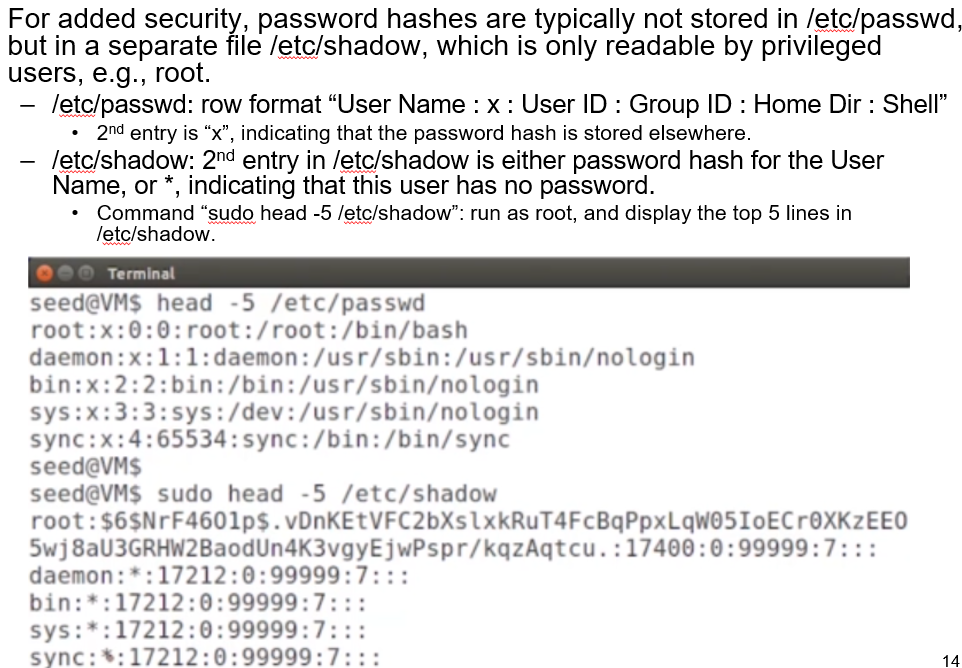 For added security, password hashes are typically not stored in /etc/passwd,
but in a separate file /etc/shadow, which is only readable by privileged
users, e.g., root.
– /etc/passwd: row format “User Name : x : User ID : Group ID : Home Dir : Shell”
• 2nd entry is “x”, indicating that the password hash is stored elsewhere.
– /etc/shadow: 2nd entry in /etc/shadow is either password hash for the User
Name, or *, indicating that this user has no password.
• Command “sudo head -5 /etc/shadow”: run as root, and display the top 5 lines in
/etc/shadow.
Terminal
seed@VM$ head -5 /etc/passwd
root:x:0:0:root:/root:/bin/bash
daemon:x:1:1:daemon:/usr/sbin:/usr/sbin/nologin
bin:x:2:2:bin:/bin:/usr/sbin/nologin
sys:x:3:3:sys:/dev:/usr/sbin/nologin
sync:x:4:65534:sync:/bin:/bin/sync
seed@VM$
seed@VM$ sudo head -5 /etc/shadow
root:$6$NrF4601p$.vDnKEtVFC2bXslxkRuT4FcBqPpxLqW05IoECr0XKzEEO
5wj8aU3GRHW2BaodUn4K3vgyEjwPspr/kqzAqtcu.:17400:0:99999:7:::
daemon:*:17212:0:99999:7:::
bin:*:17212:0:99999:7:::
sys:*:17212:0:99999:7:::
sync:*:17212:0:99999:7:::
14